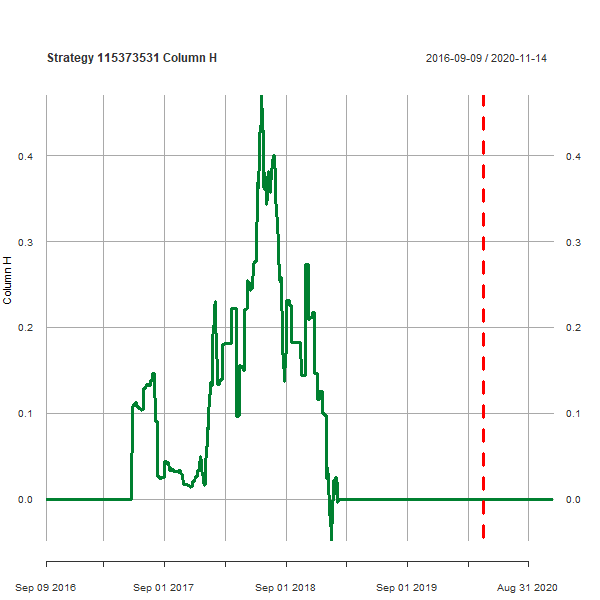 Strategy 115373531 Column H
2016-09-09 / 2020-11-14
0.4
0.4
0.3
0.3
Column H
0.2
0.2
0.1
0.1
0.0
0.0
Sep 09 2016
Sep 01 2017
Sep 01 2018
Sep 01 2019
Aug 31 2020